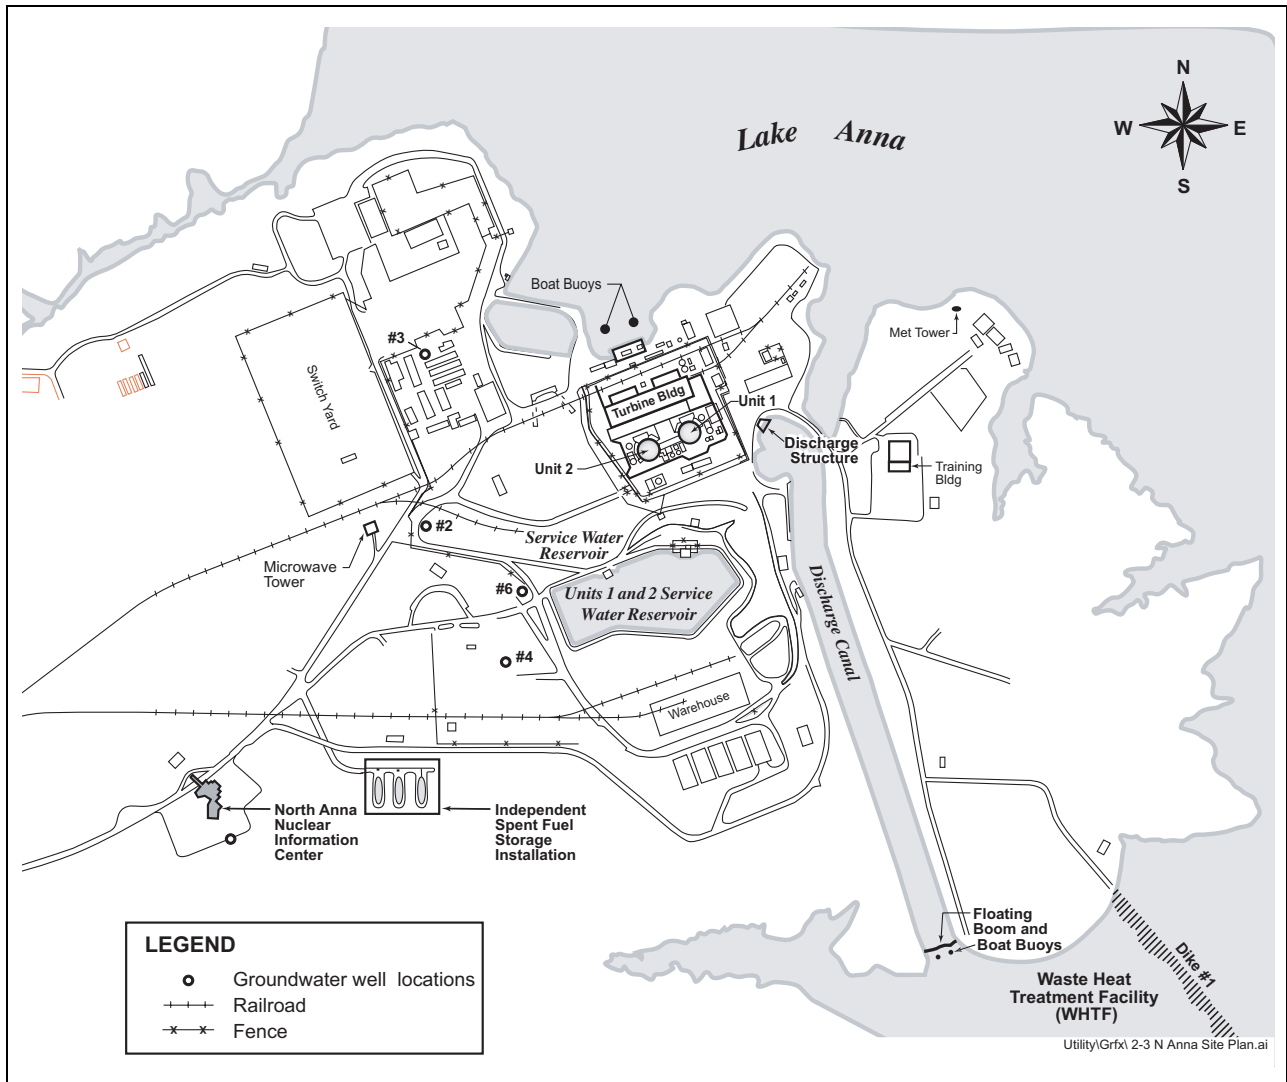 N
W E
S
Lake Anna
Boat Buoys
Met Tower
#3
Switch Yard
Turbine Bldg
Unit 1
Discharge
Structure
Unit 2
Training
Bldg
#2
Service Water
Reservoir
Microwave
Tower
#6
Units 1 and 2 Service
Water Reservoir
Discharge Canal
#4
Warehouse
North Anna
Nuclear
Information
Center
Independent
Spent Fuel
Storage
Installation
Floating
Boom and
Boat Buoys
Dike #1
Waste Heat
Treatment Facility
(WHTF)
LEGEND
Groundwater well locations
Railroad
Fence
Utility\Grfx\ 2-3 N Anna Site Plan.ai